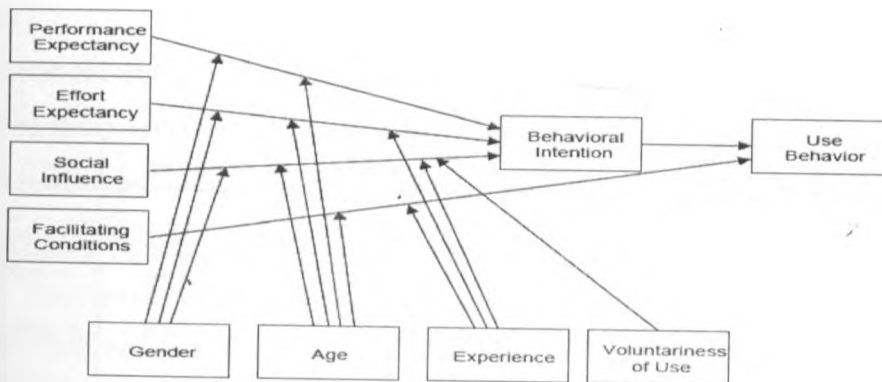 Performance
Expectancy
Effort
Expectancy
Social
Influence
Facilitating
Conditions
Behavioral
Intention
Use
Behavior
Gender
Age
Experience
Voluntariness
of Use